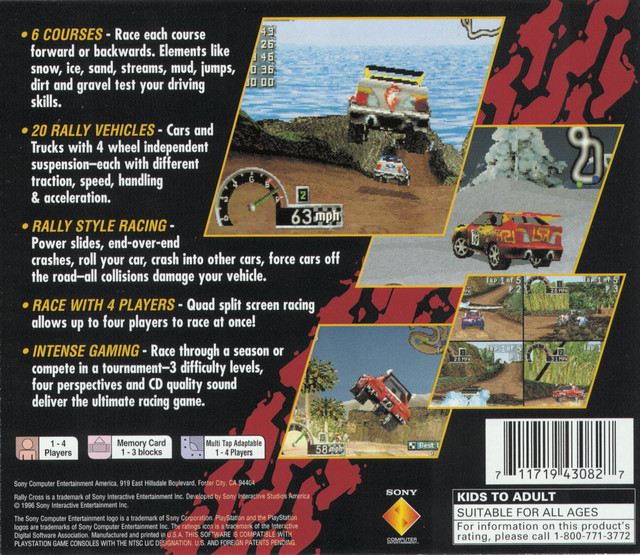 • 6 COURSES - Race each course
forward or backwards. Elements like
snow, ice, sand, streams, mud, jumps,
dirt and gravel test your driving
skills.
• 20 RALLY VEHICLES - Cars and
Trucks with 4 wheel independent
suspension–each with different
traction, speed, handling
& acceleration.
• RALLY STYLE RACING -
Power slides, end-over-end
crashes, roll your car, crash into other cars, force cars off
the road–all collisions damage your vehicle.
• RACE WITH 4 PLAYERS - Quad split screen racing
allows up to four players to race at once!
• INTENSE GAMING - Race through a season or
compete in a tournament–3 difficulty levels,
four perspectives and CD quality sound
deliver the ultimate racing game.
2
63 mph
58 mph
1 - 4
Players
Memory Card
1 - 3 blocks
Multi Tap Adaptable
1 - 4 Players
Sony Computer Entertainment America, 919 East Hillsdale Boulevard, Foster City, CA 94404
Rally Cross is a trademark of Sony Interactive Entertainment Inc. Developed by Sony Interactive Studios America
© 1996 Sony Interactive Entertainment Inc.
The Sony Computer Entertainment logo is a trademark of Sony Corporation. PlayStation and the PlayStation
logos are trademarks of Sony Computer Entertainment Inc. The ratings icon is a trademark of the Interactive
Digital Software Association. Manufactured and printed in U.S.A. THIS SOFTWARE IS COMPATIBLE WITH
PLAYSTATION GAME CONSOLES WITH THE NTSC U/C DESIGNATION. U.S. AND FOREIGN PATENTS PENDING.
SONY
COMPUTER
ENTERTAINMENT
7 11719 43082 7
KIDS TO ADULT
SUITABLE FOR ALL AGES
For information on this product's
rating, please call 1-800-771-3772